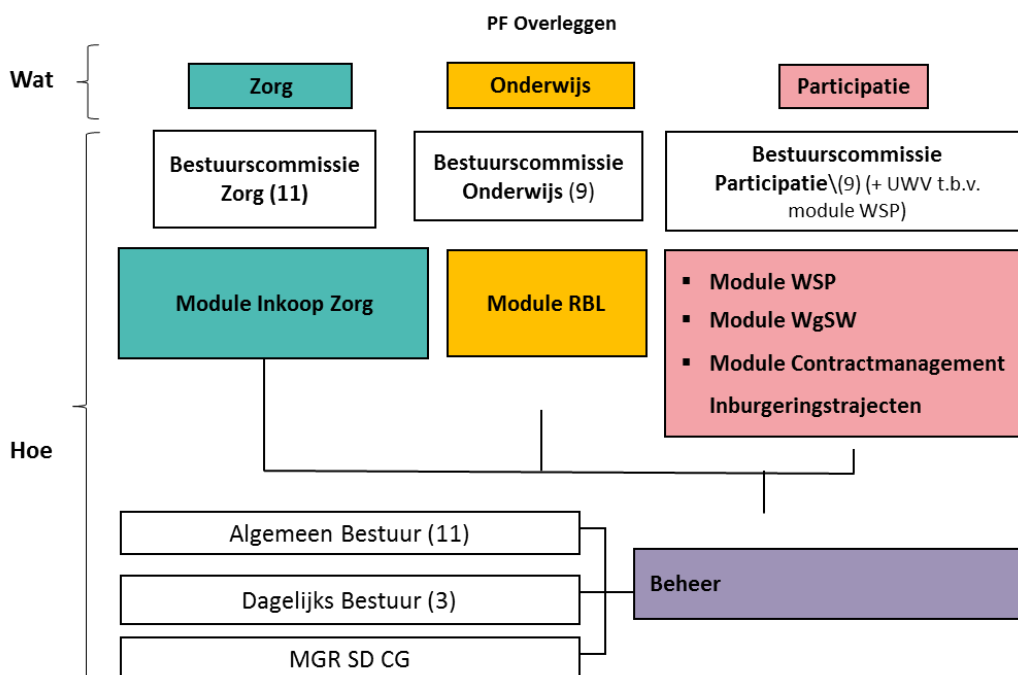 PF Overleggen
Wat
Zorg
Onderwijs
Participatie
Bestuurscommissie
Zorg (11)
Bestuurscommissie
Onderwijs (9)
Bestuurscommissie
Participatie\(9) (+ UWV t.b.v.
module WSP)
Module Inkoop Zorg
Module RBL
▪ Module WSP
▪ Module WgSW
▪ Module Contractmanagement
Inburgeringstrajecten
Hoe
Algemeen Bestuur (11)
Dagelijks Bestuur (3)
MGR SD CG
Beheer